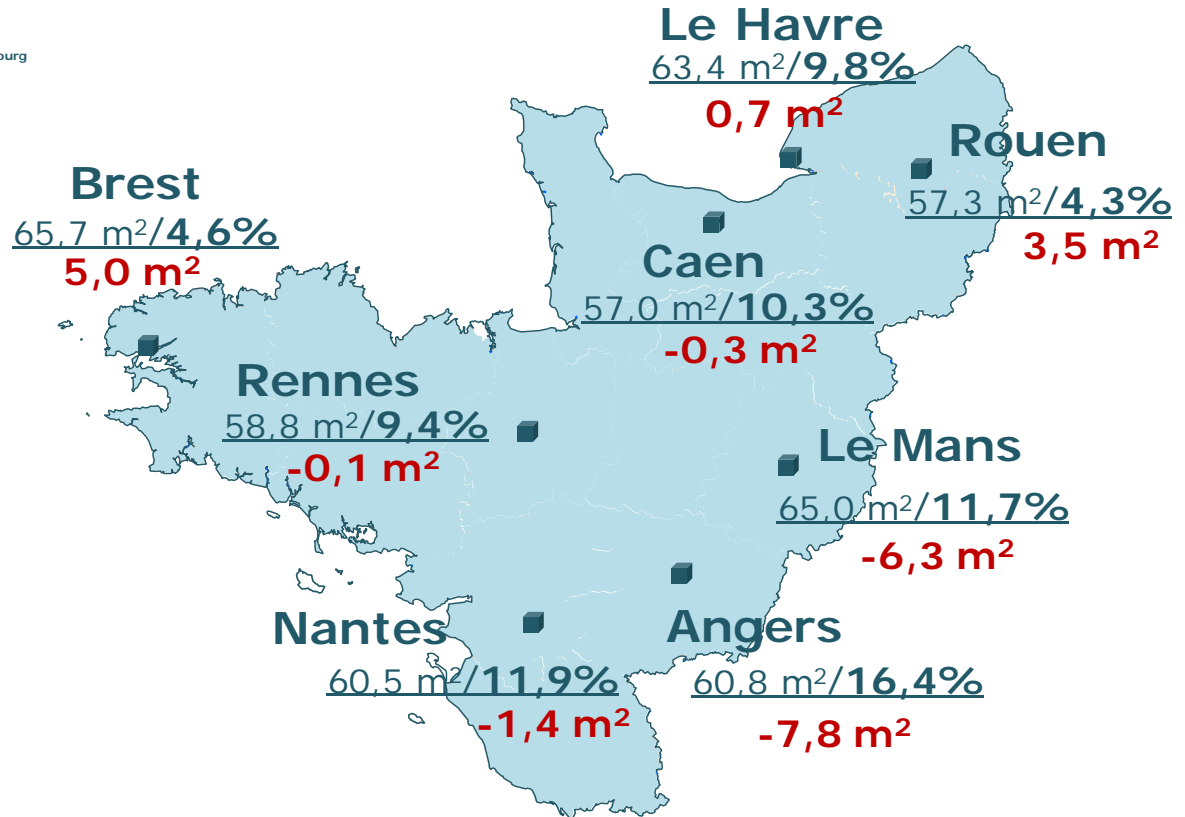 Le Havre
63,4 m²/9,8%
0,7 m²
ourg
Rouen
57,3 m²/4,3%
3,5 m²
Brest
65,7 m²/4,6%
5,0 m²
Caen
57,0 m²/10,3%
-0,3 m²
Rennes
58,8 m²/9,4%
-0,1 m²
Le Mans
65,0 m²/11,7%
-6,3 m²
Nantes
60,5 m²/11,9%
-1,4 m²
Angers
60,8 m²/16,4%
-7,8 m²